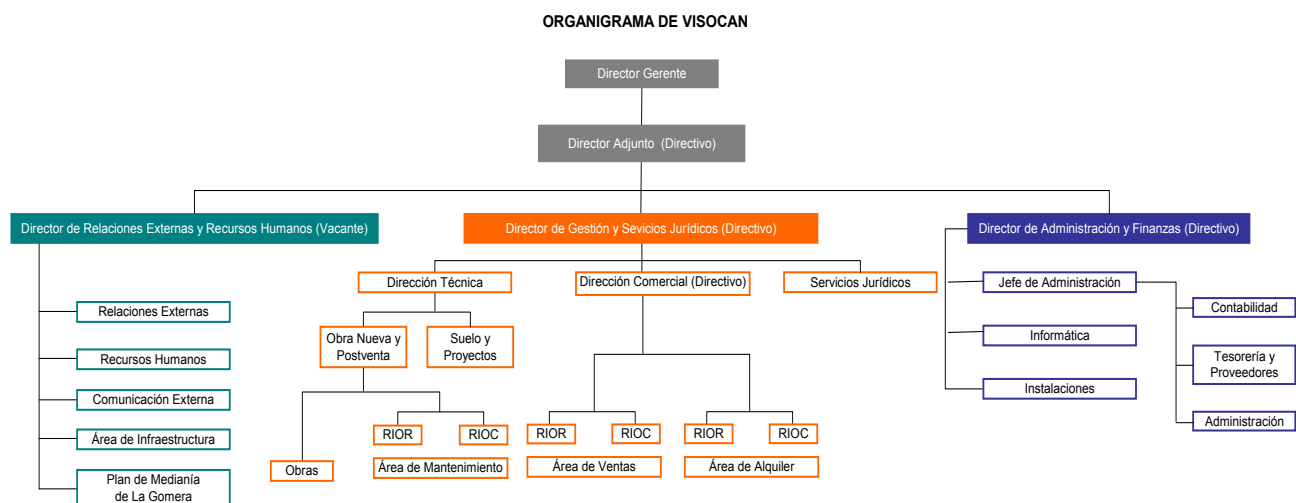 ORGANIGRAMA DE VISOCAN
Director Gerente
Director Adjunto (Directivo)
Director de Relaciones Externas y Recursos Humanos (Vacante)
Director de Gestión y Sevicios Jurídicos (Directivo)
Director de Administración y Finanzas (Directivo)
Relaciones Externas
Recursos Humanos
Comunicación Externa
Área de Infraestructura
Plan de Medianía
de La Gomera
Dirección Técnica
Dirección Comercial (Directivo)
Servicios Jurídicos
Obra Nueva y
Postventa
Suelo y
Proyectos
Obras
RIOR
RIOC
Área de Mantenimiento
RIOR
RIOC
Área de Ventas
RIOR
RIOC
Área de Alquiler
Jefe de Administración
Informática
Instalaciones
Contabilidad
Tesorería y
Proveedores
Administración